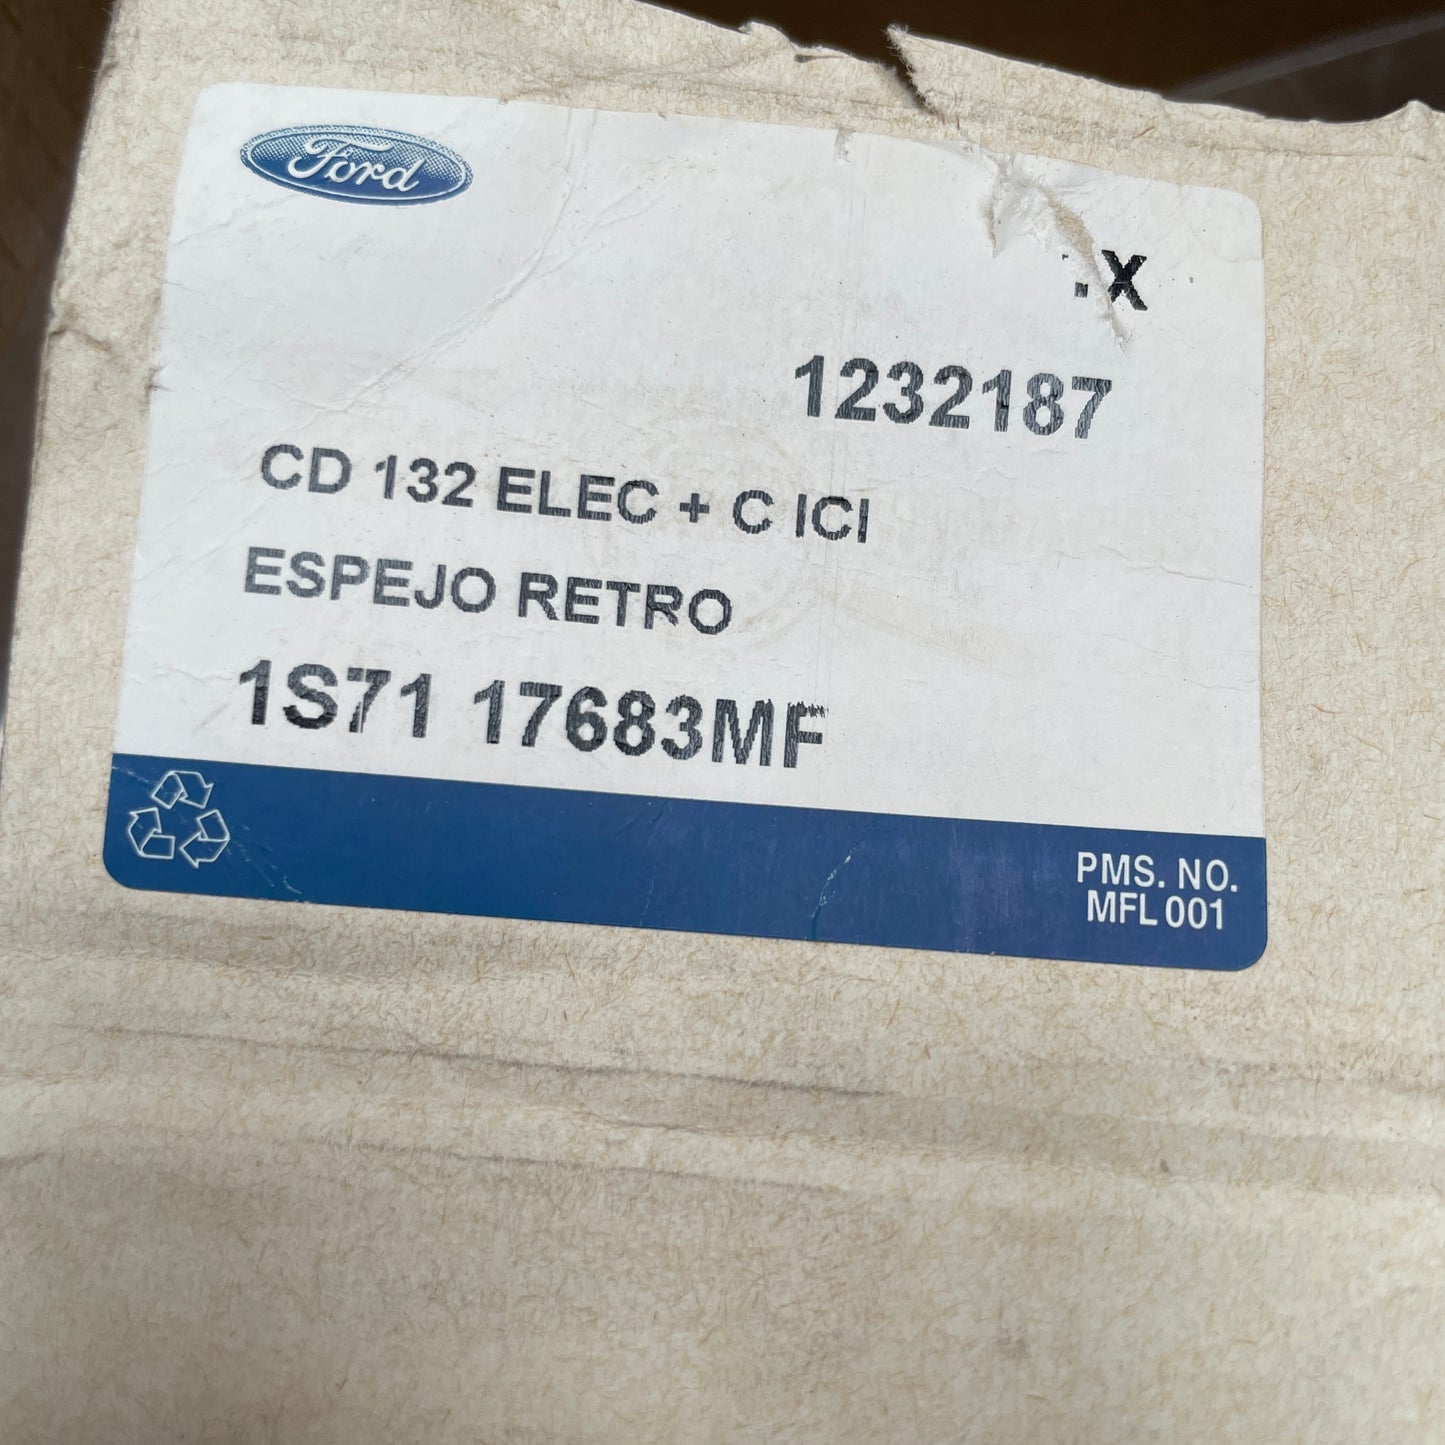 Ford
.X
1232187
CD 132 ELEC + C ICI
ESPEJO RETRO
1S71 17683MF
PMS. NO.
MFL 001